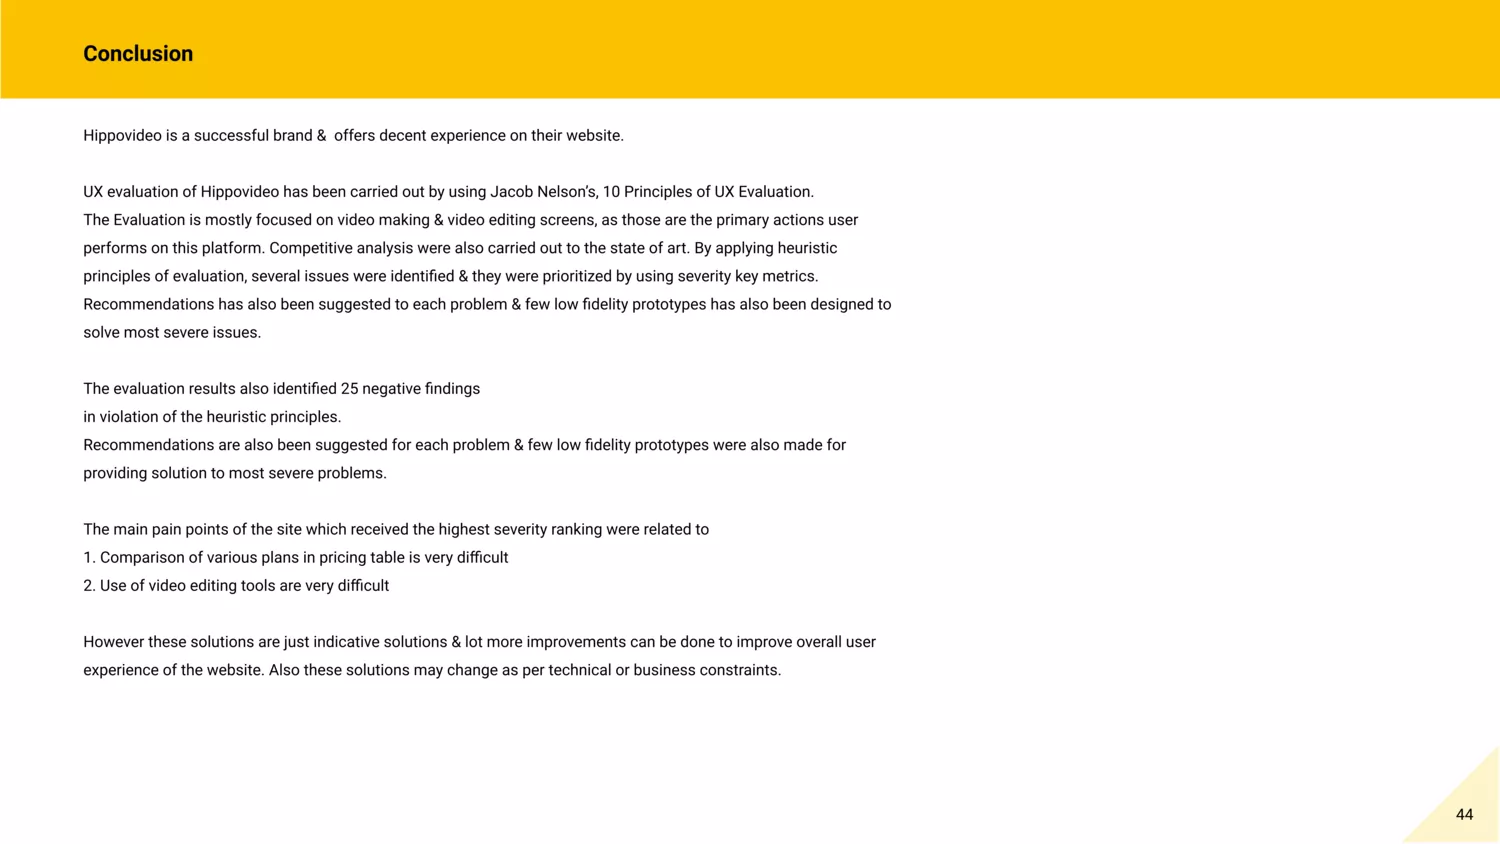 Conclusion
Hippovideo is a successful brand &  offers decent experience on their website.
UX evaluation of Hippovideo has been carried out by using Jacob Nelson’s, 10 Principles of UX Evaluation.
The Evaluation is mostly focused on video making & video editing screens, as those are the primary actions user
performs on this platform. Competitive analysis were also carried out to the state of art. By applying heuristic
principles of evaluation, several issues were identified & they were prioritized by using severity key metrics.
Recommendations has also been suggested to each problem & few low fidelity prototypes has also been designed to
solve most severe issues.
The evaluation results also identified 25 negative findings
in violation of the heuristic principles.
Recommendations are also been suggested for each problem & few low fidelity prototypes were also made for
providing solution to most severe problems.
The main pain points of the site which received the highest severity ranking were related to
1. Comparison of various plans in pricing table is very difficult
2. Use of video editing tools are very difficult
However these solutions are just indicative solutions & lot more improvements can be done to improve overall user
experience of the website. Also these solutions may change as per technical or business constraints.
44